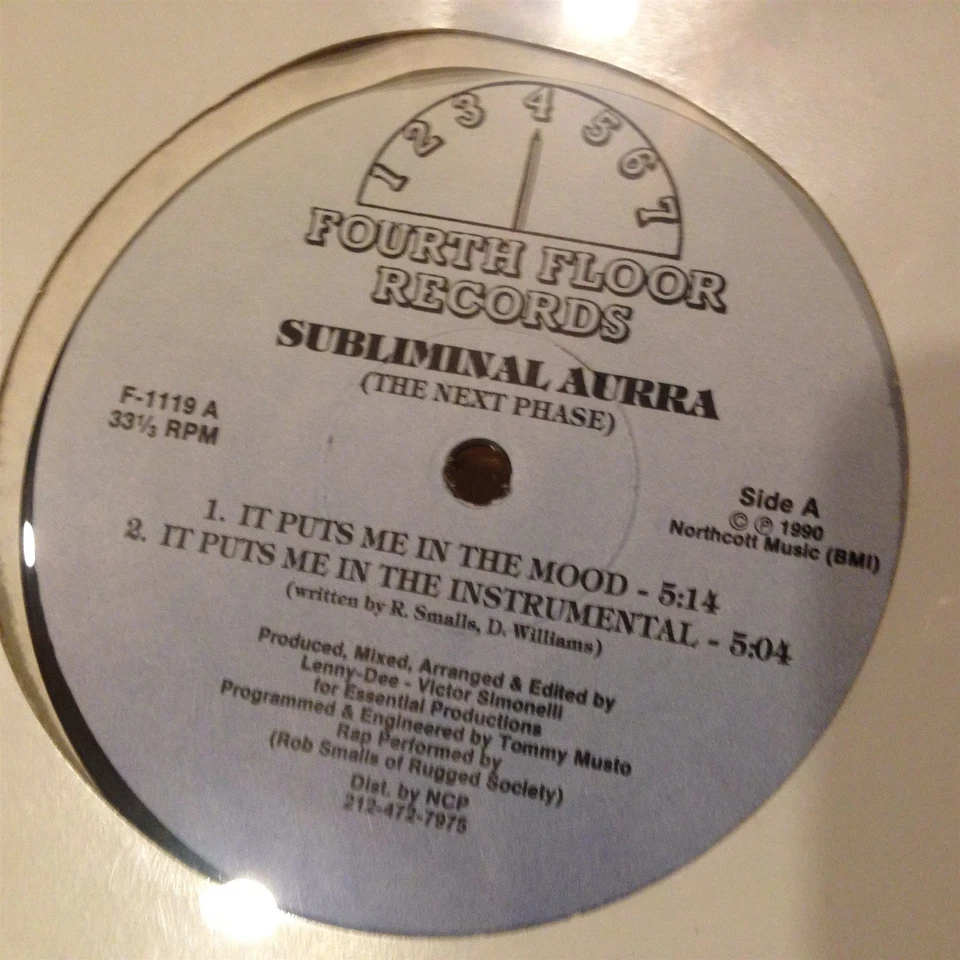 1 2 3 4 5 6 7
FOURTH FLOOR
RECORDS
SUBLIMINAL AURRA
(THE NEXT PHASE)
F-1119 A
33⅓ RPM
Side A
© ℗ 1990
Northcott Music (BMI)
1. IT PUTS ME IN THE MOOD - 5:14
2. IT PUTS ME IN THE INSTRUMENTAL - 5:04
(written by R. Smalls, D. Williams)
Produced, Mixed, Arranged & Edited by
Lenny-Dee - Victor Simonelli
for Essential Productions
Programmed & Engineered by Tommy Musto
Rap Performed by
(Rob Smalls of Rugged Society)
Dist. by NCP
212-472-7975